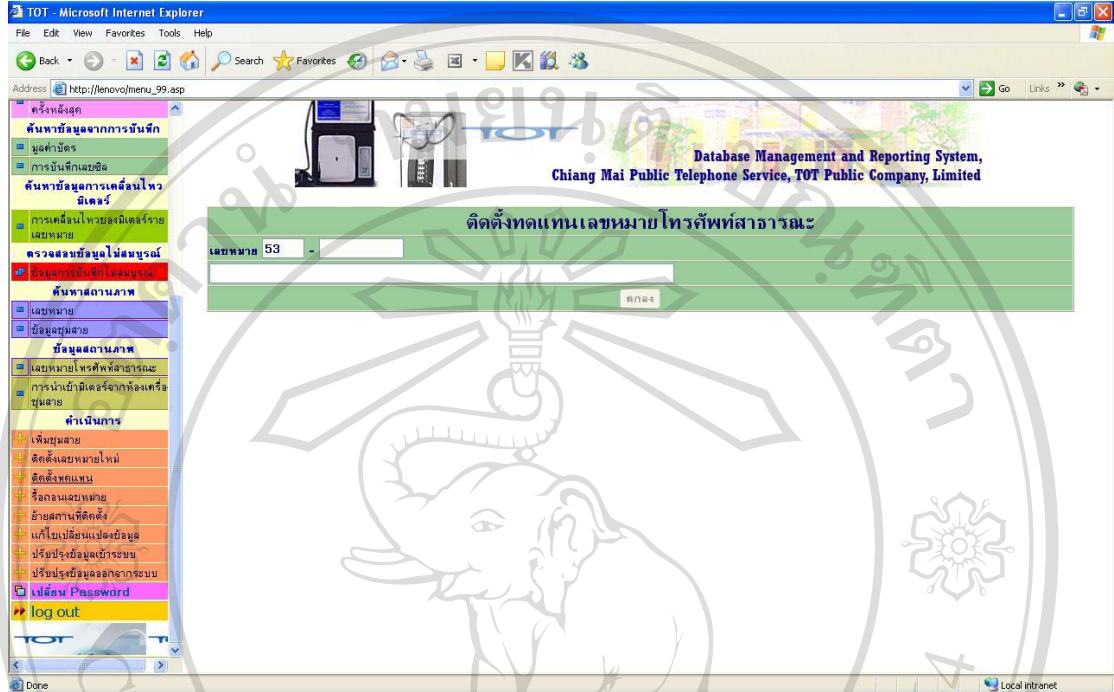 TOT - Microsoft Internet Explorer
File Edit View Favorites Tools Help
Back Search Favorites
Address http://lenovo/menu_99.asp Go Links »
ครั้งหลังสุด
ค้นหาข้อมูลจากการบันทึก
มูลค่าบัตร
การบันทึกเลขซีล
ค้นหาข้อมูลการเคลื่อนไหว
มิเตอร์
การเคลื่อนไหวของมิเตอร์ราย
เลขหมาย
ตรวจสอบข้อมูลไม่สมบูรณ์
ข้อมูลการบันทึกไม่สมบูรณ์
ค้นหาสถานภาพ
เลขหมาย
ข้อมูลชุมสาย
ข้อมูลสถานภาพ
เลขหมายโทรศัพท์สาธารณะ
การนำเข้ามิเตอร์จากห้องเครื่อ
ชุมสาย
ดำเนินการ
เพิ่มชุมสาย
ติดตั้งเลขหมายใหม่
ติดตั้งทดแทน
รื้อถอนเลขหมาย
ย้ายสถานที่ติดตั้ง
แก้ไขเปลี่ยนแปลงข้อมูล
ปรับปรุงข้อมูลเข้าระบบ
ปรับปรุงข้อมูลออกจากระบบ
เปลี่ยน Password
log out
TOT
TOT
Database Management and Reporting System,
Chiang Mai Public Telephone Service, TOT Public Company, Limited
ติดตั้งทดแทนเลขหมายโทรศัพท์สาธารณะ
เลขหมาย 53 -
ตกลง
Done
Local intranet